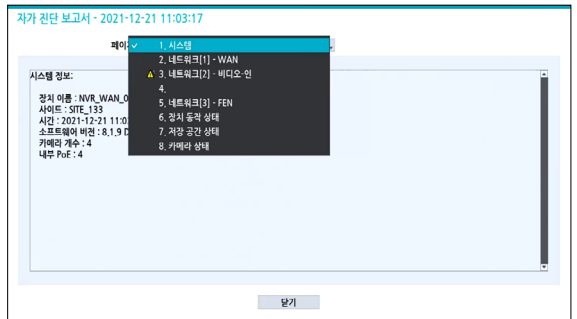 자가 진단 보고서 - 2021-12-21 11:03:17
페이
✓ 1. 시스템
2. 네트워크[1] - WAN
3. 네트워크[2] - 비디오-인
4.
5. 네트워크[3] - FEN
6. 장치 동작 상태
7. 저장 공간 상태
8. 카메라 상태
시스템 정보:
장치 이름 : NVR_WAN_0
사이트 : SITE_133
시간 : 2021-12-21 11:0
소프트웨어 버전 : 8.1.9 D
카메라 개수 : 4
내부 PoE : 4
닫기